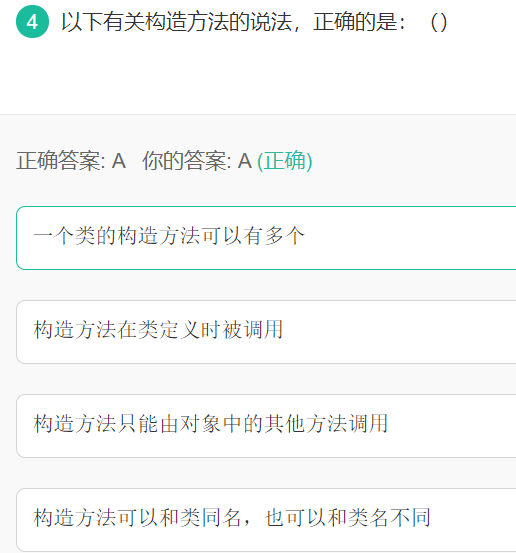 4 以下有关构造方法的说法，正确的是：（）
正确答案: A 你的答案: A (正确)
一个类的构造方法可以有多个
构造方法在类定义时被调用
构造方法只能由对象中的其他方法调用
构造方法可以和类同名，也可以和类名不同